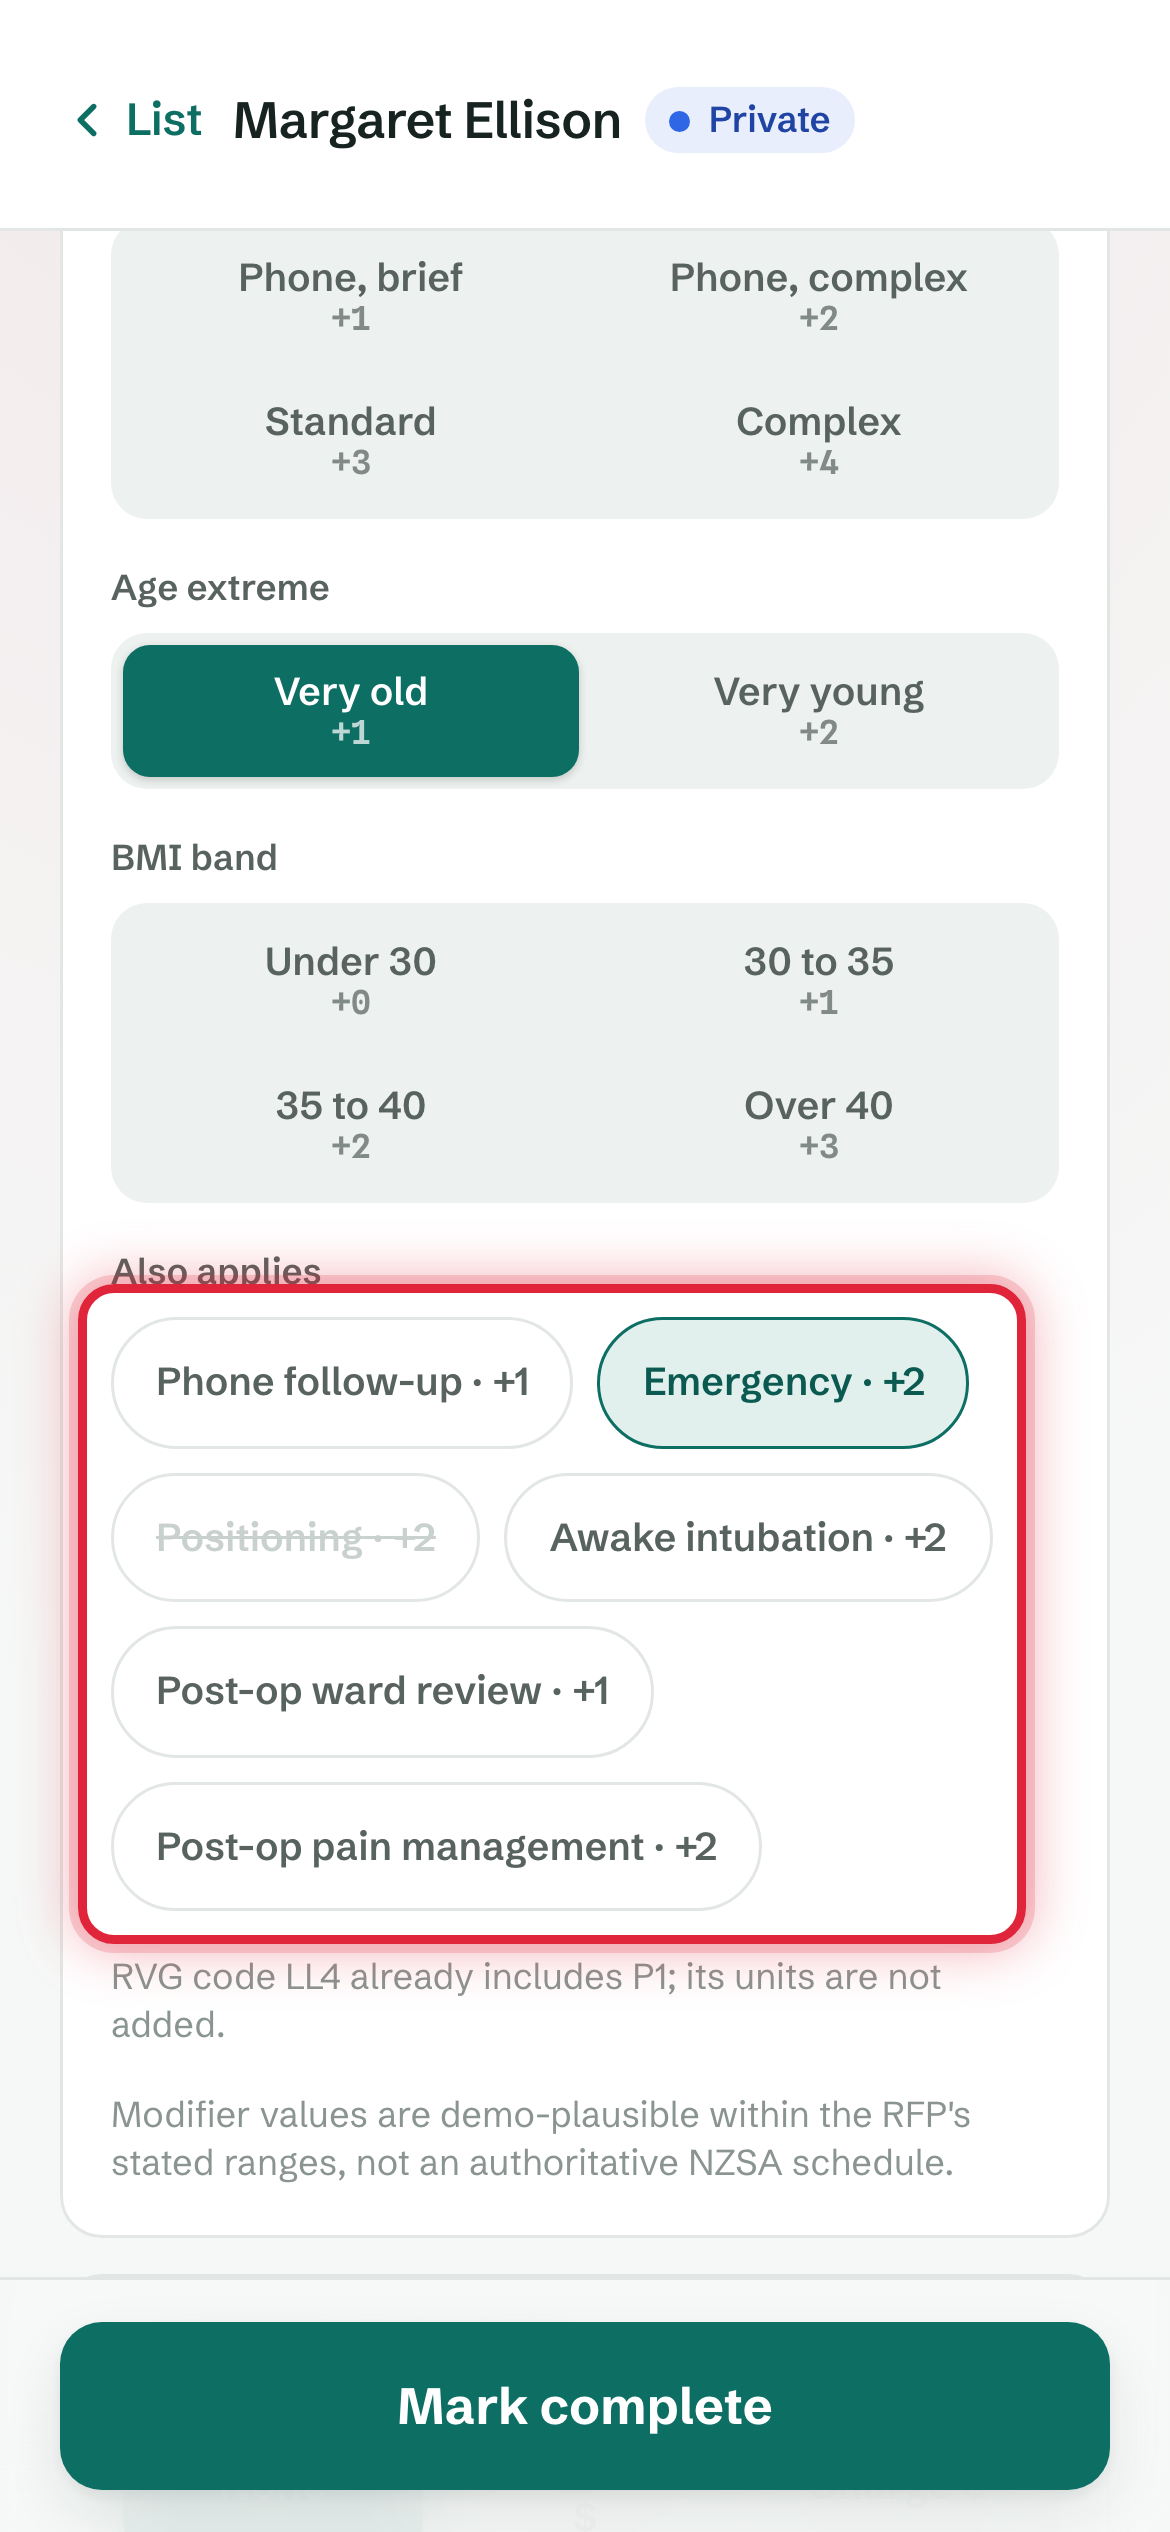 List Margaret Ellison Private
Phone, brief Phone, complex
+1 +2
Standard Complex
+3 +4
Age extreme
Very old Very young
+1 +2
BMI band
Under 30 30 to 35
+0 +1
35 to 40 Over 40
+2 +3
Also applies
Phone follow-up · +1 Emergency · +2
Positioning · +2 Awake intubation · +2
Post-op ward review · +1
Post-op pain management · +2
RVG code LL4 already includes P1; its units are not
added.
Modifier values are demo-plausible within the RFP's
stated ranges, not an authoritative NZSA schedule.
Mark complete
$